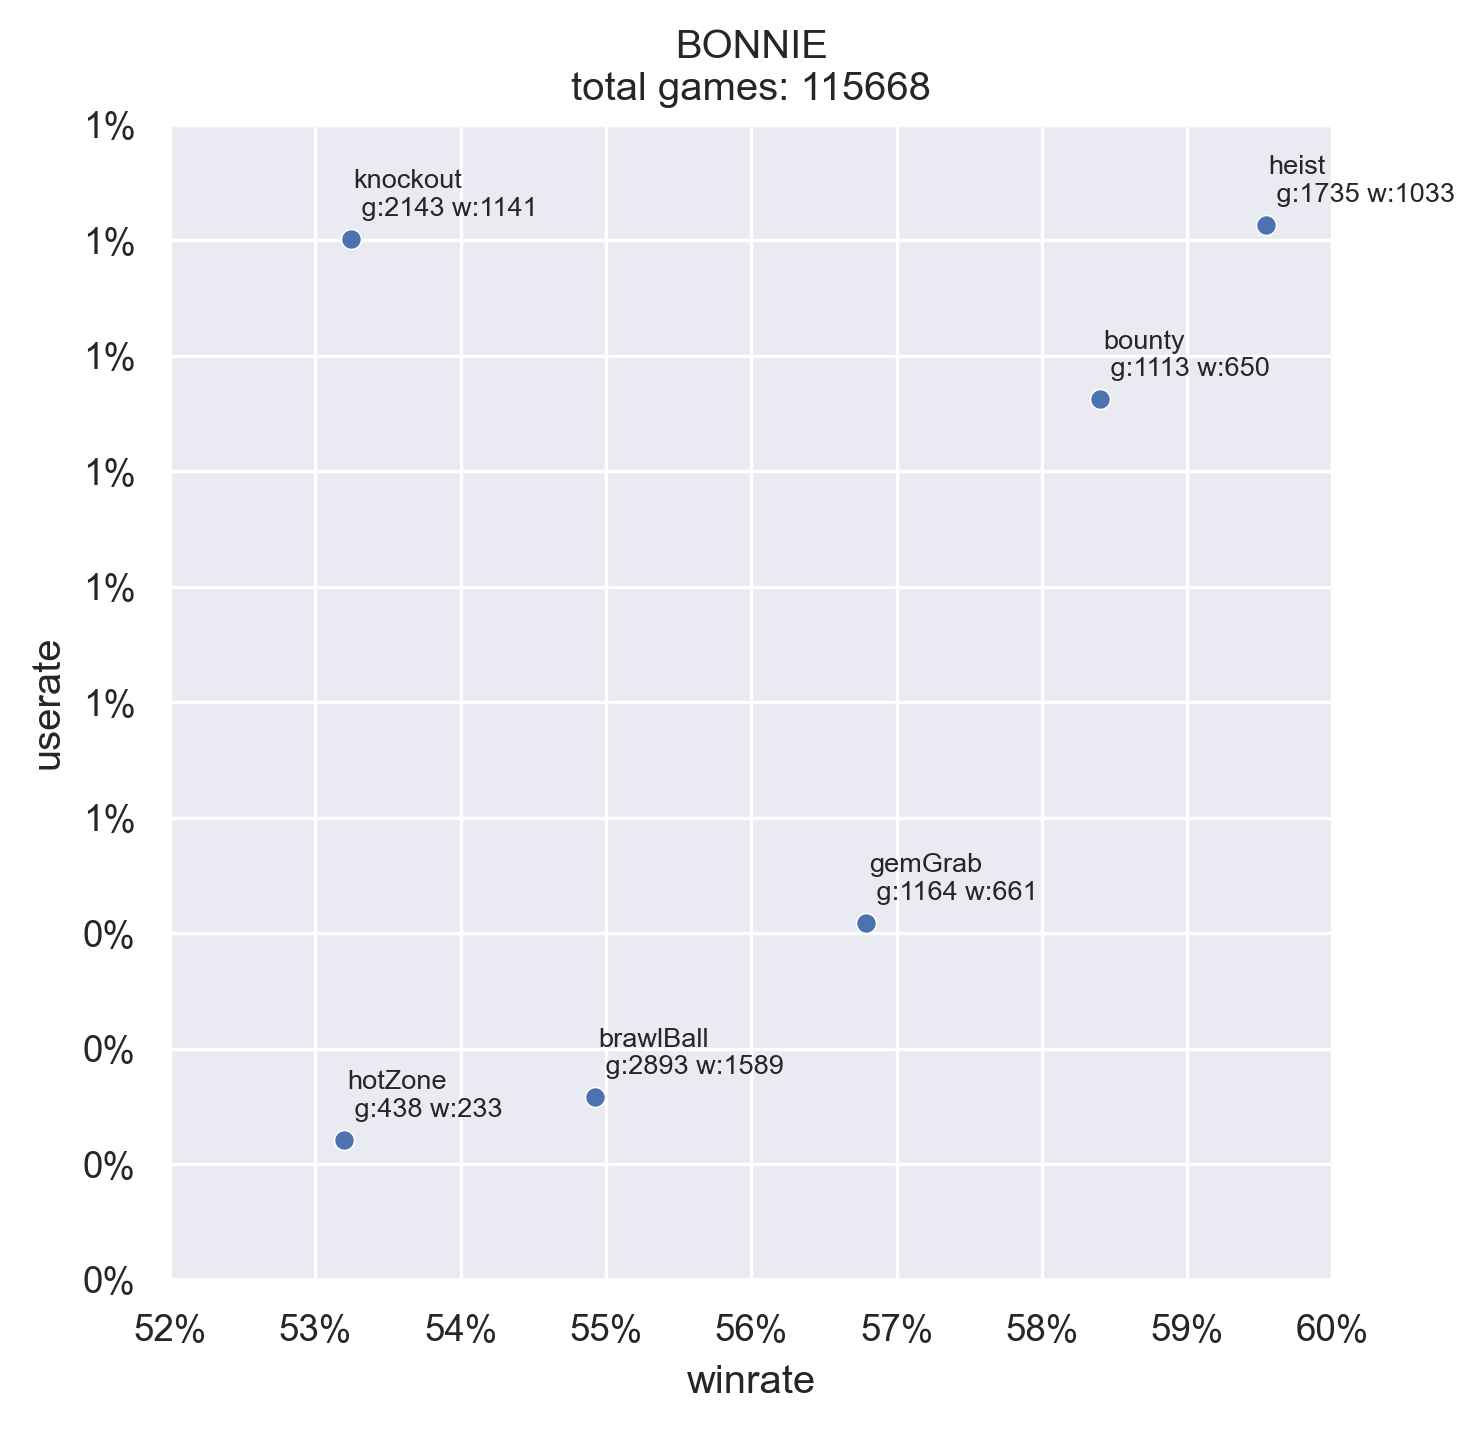 BONNIE
total games: 115668
1%
1%
1%
1%
1%
1%
1%
0%
0%
0%
0%
userate
knockout
g:2143 w:1141
heist
g:1735 w:1033
bounty
g:1113 w:650
gemGrab
g:1164 w:661
brawlBall
g:2893 w:1589
hotZone
g:438 w:233
52% 53% 54% 55% 56% 57% 58% 59% 60%
winrate